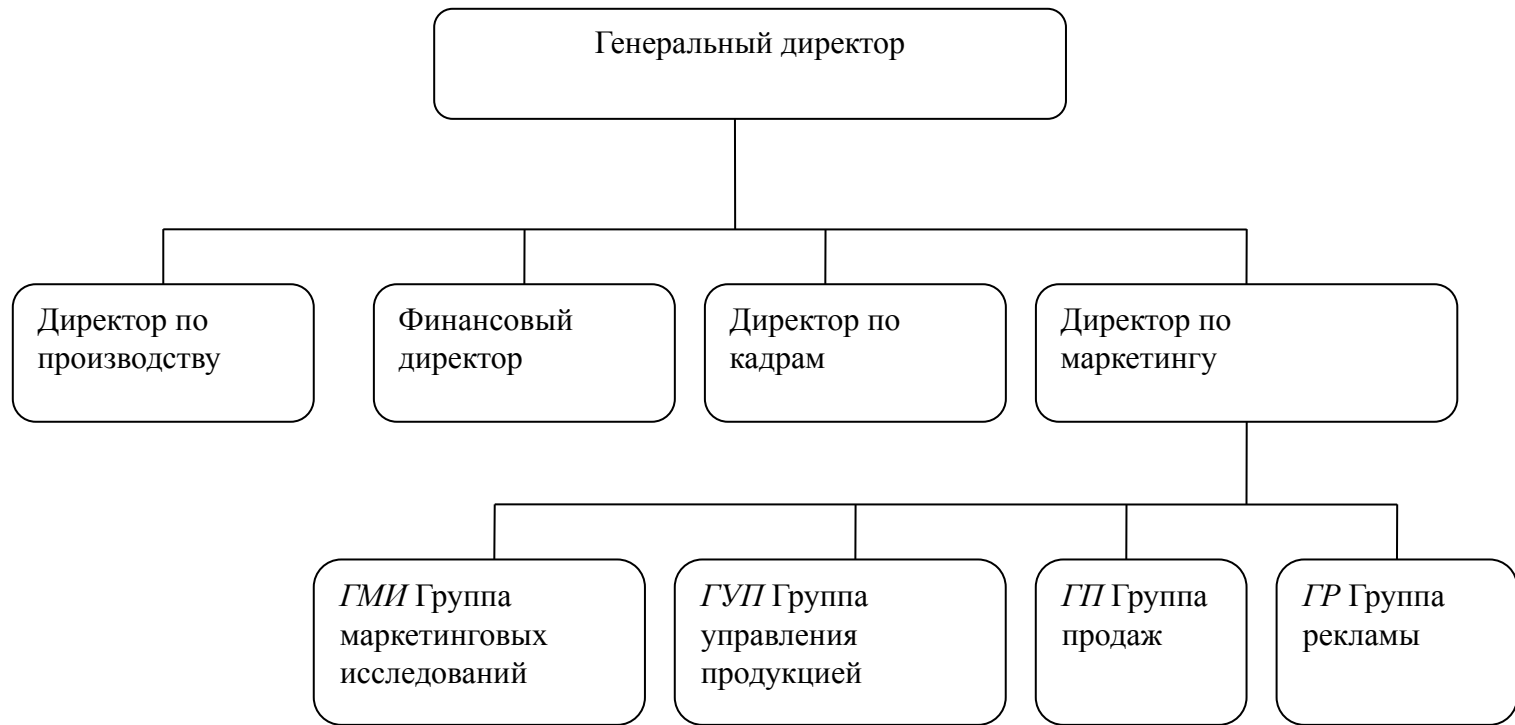 Генеральный директор
Директор по
производству
Финансовый
директор
Директор по
кадрам
Директор по
маркетингу
ГМИ Группа
маркетинговых
исследований
ГУП Группа
управления
продукцией
ГП Группа
продаж
ГР Группа
рекламы